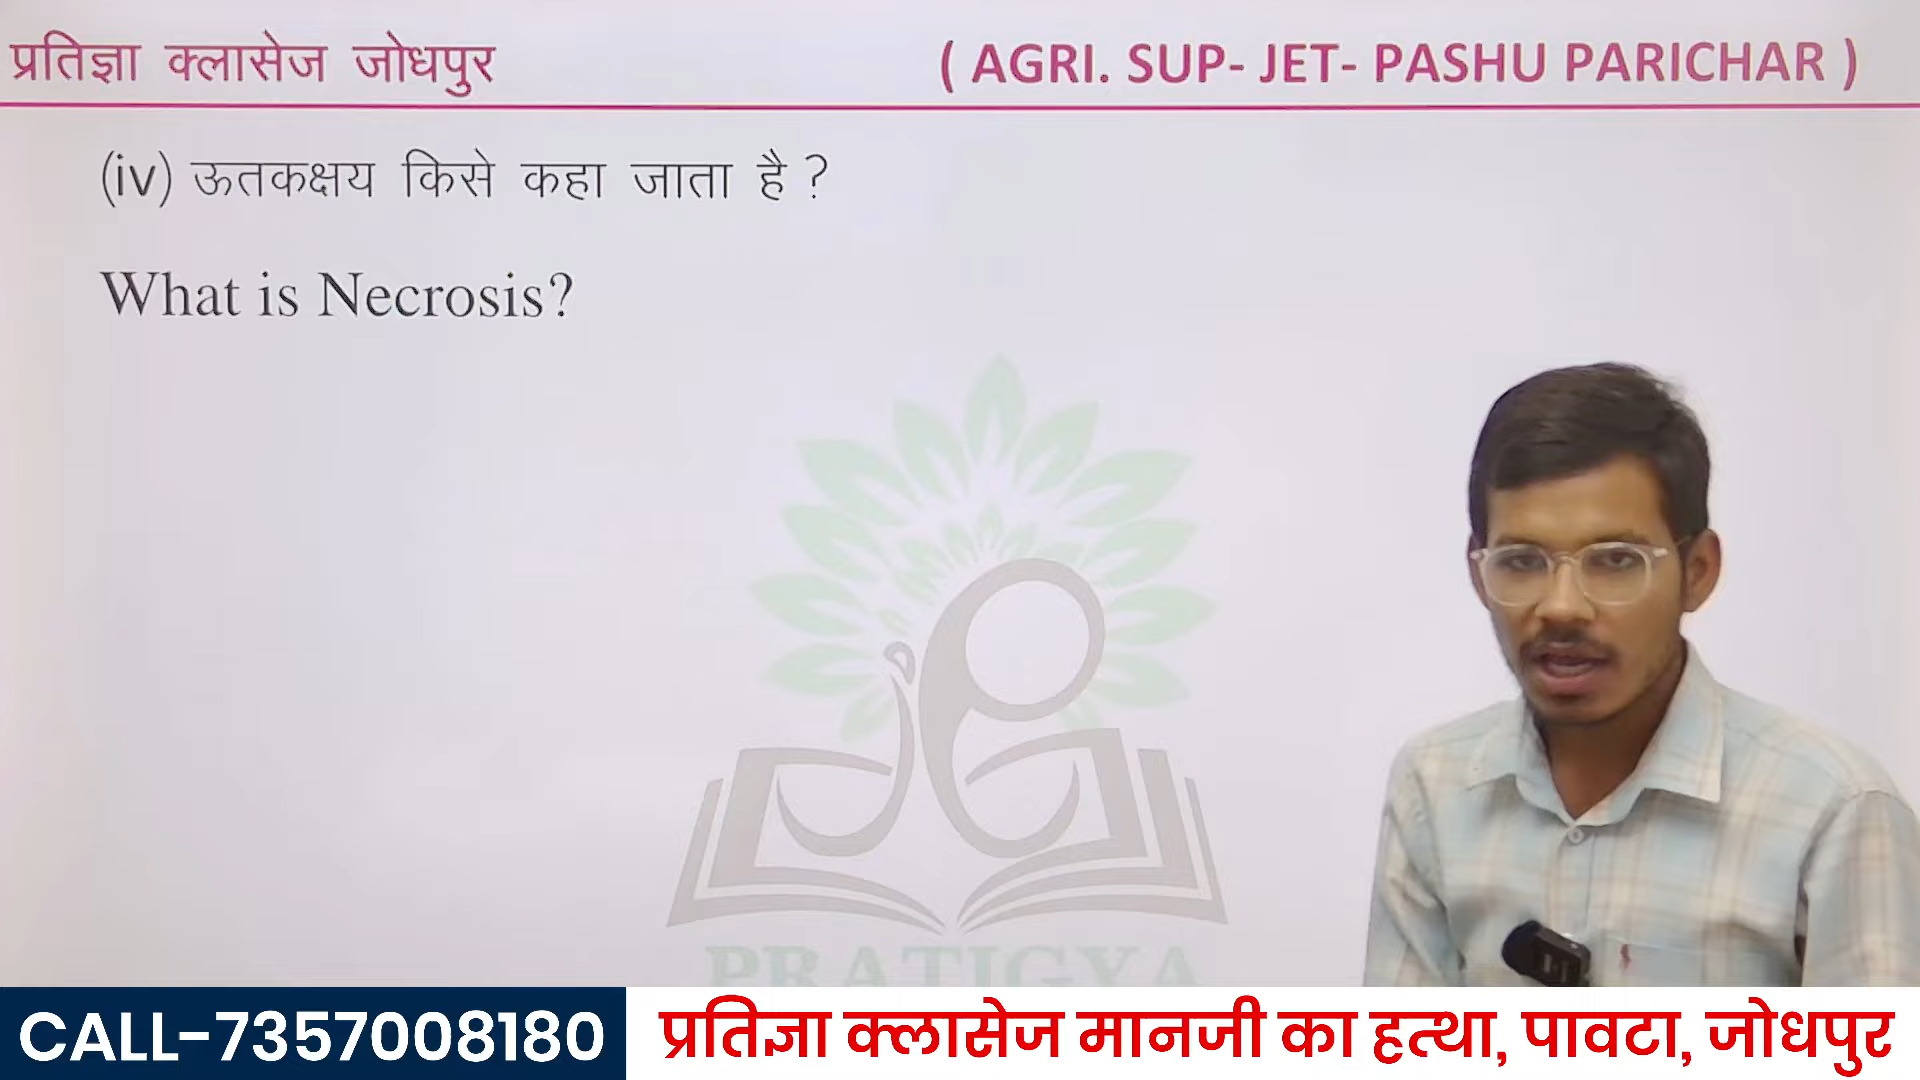 प्रतिज्ञा क्लासेज जोधपुर
( AGRI. SUP- JET- PASHU PARICHAR )
(iv) ऊतकक्षय किसे कहा जाता है ?
What is Necrosis?
PRATIGYA
CALL-7357008180
प्रतिज्ञा क्लासेज मानजी का हत्था, पावटा, जोधपुर